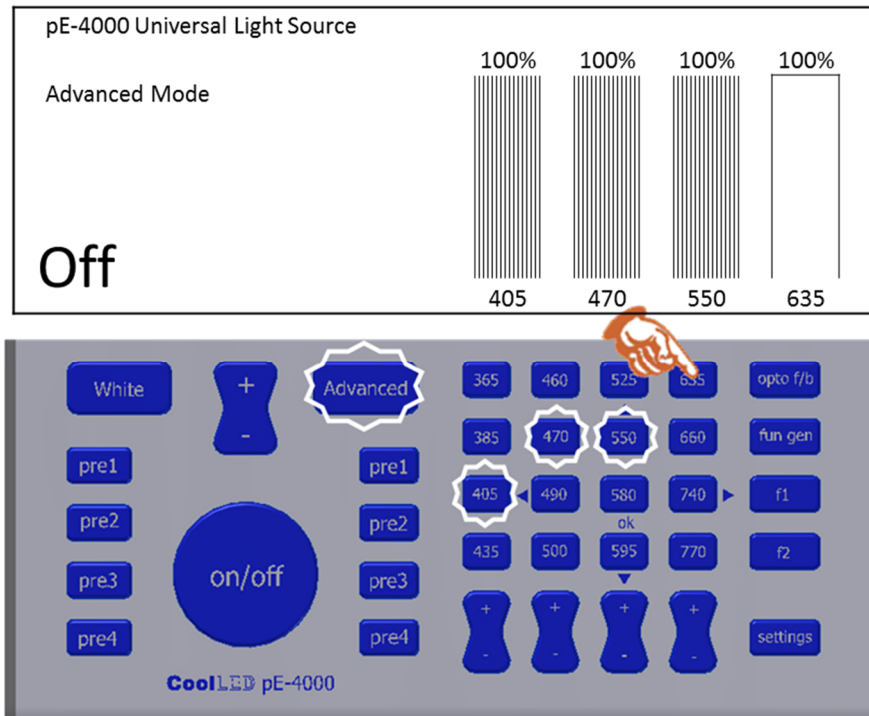 pE-4000 Universal Light Source
Advanced Mode
100% 100% 100% 100%
Off
405 470 550 635
White + - Advanced 365 460 525 635 opto f/b
pre1 pre1 385 470 550 660 fun gen
pre2 pre2 405 490 580 740 f1
ok
on/off
pre3 pre3 435 500 595 770 f2
+ + + +
pre4 pre4 settings
- - - -
CoolLED pE-4000